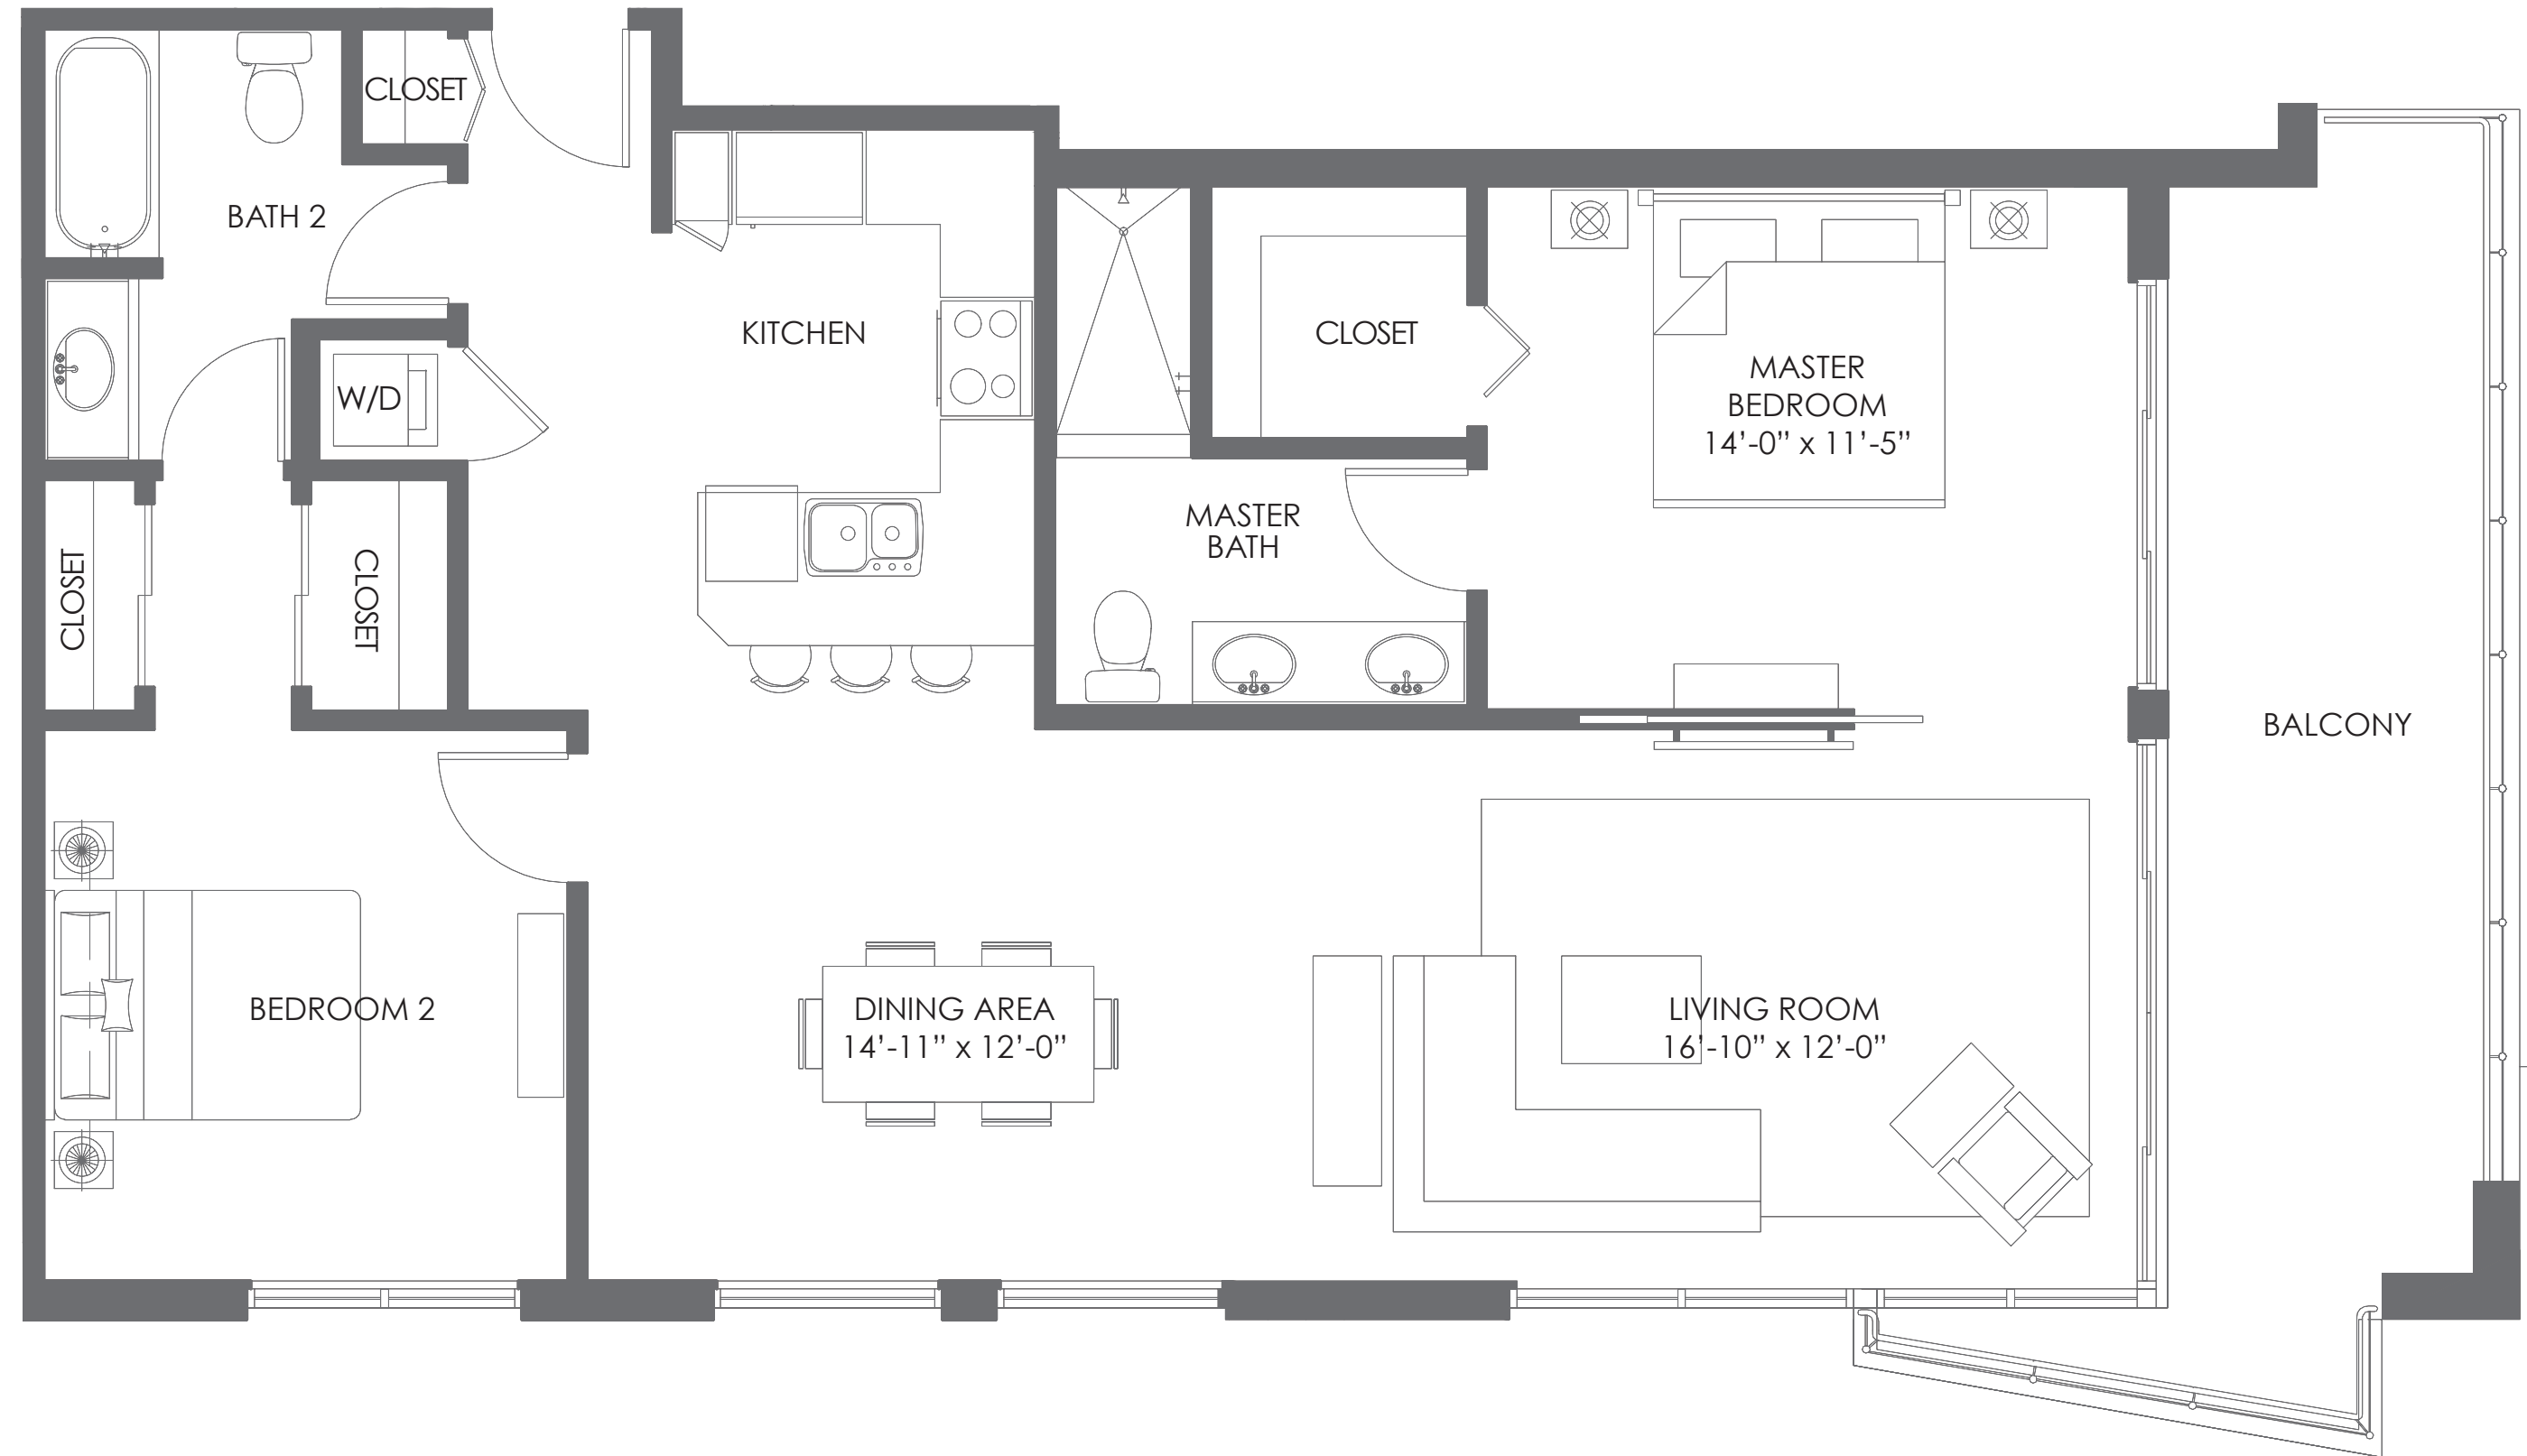 CLOSET
BATH 2
KITCHEN
CLOSET
W/D
MASTER
BEDROOM
14’-0” x 11’-5”
MASTER
BATH
CLOSET
CLOSET
BALCONY
BEDROOM 2
DINING AREA
14’-11” x 12’-0”
LIVING ROOM
16’-10” x 12’-0”